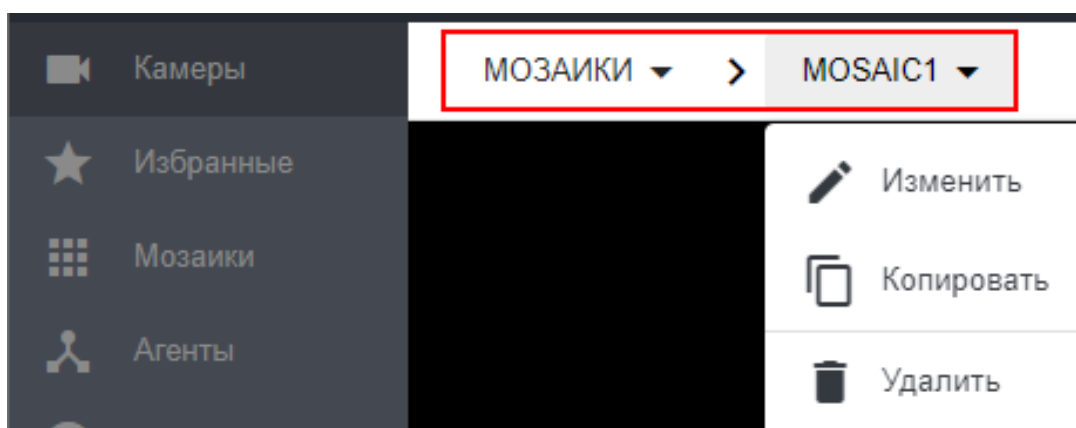 Камеры
Избранные
Мозаики
Агенты
МОЗАИКИ > MOSAIC1
Изменить
Копировать
Удалить